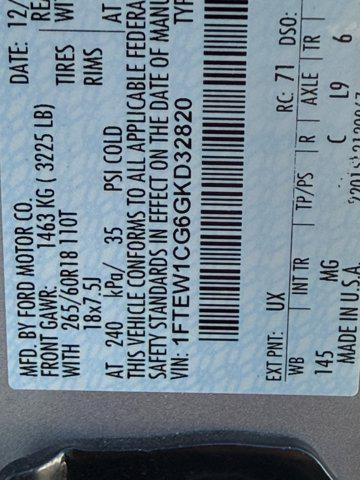 MFD. BY FORD MOTOR CO.
DATE: 12/
FRONT GAWR: 1463 KG ( 3225 LB)
WITH 265/60R18 110T TIRES
18x7.5J RIMS
AT 240 kPa/ 35 PSI COLD AT
THIS VEHICLE CONFORMS TO ALL APPLICABLE FEDERA
SAFETY STANDARDS IN EFFECT ON THE DATE OF MANU
VIN: 1FTEW1CG6GKD32820 TYP
EXT PNT: UX RC: 71 DSO:
WB INT TR TP/PS R AXLE TR
145 MG C L9 6
MADE IN U.S.A.